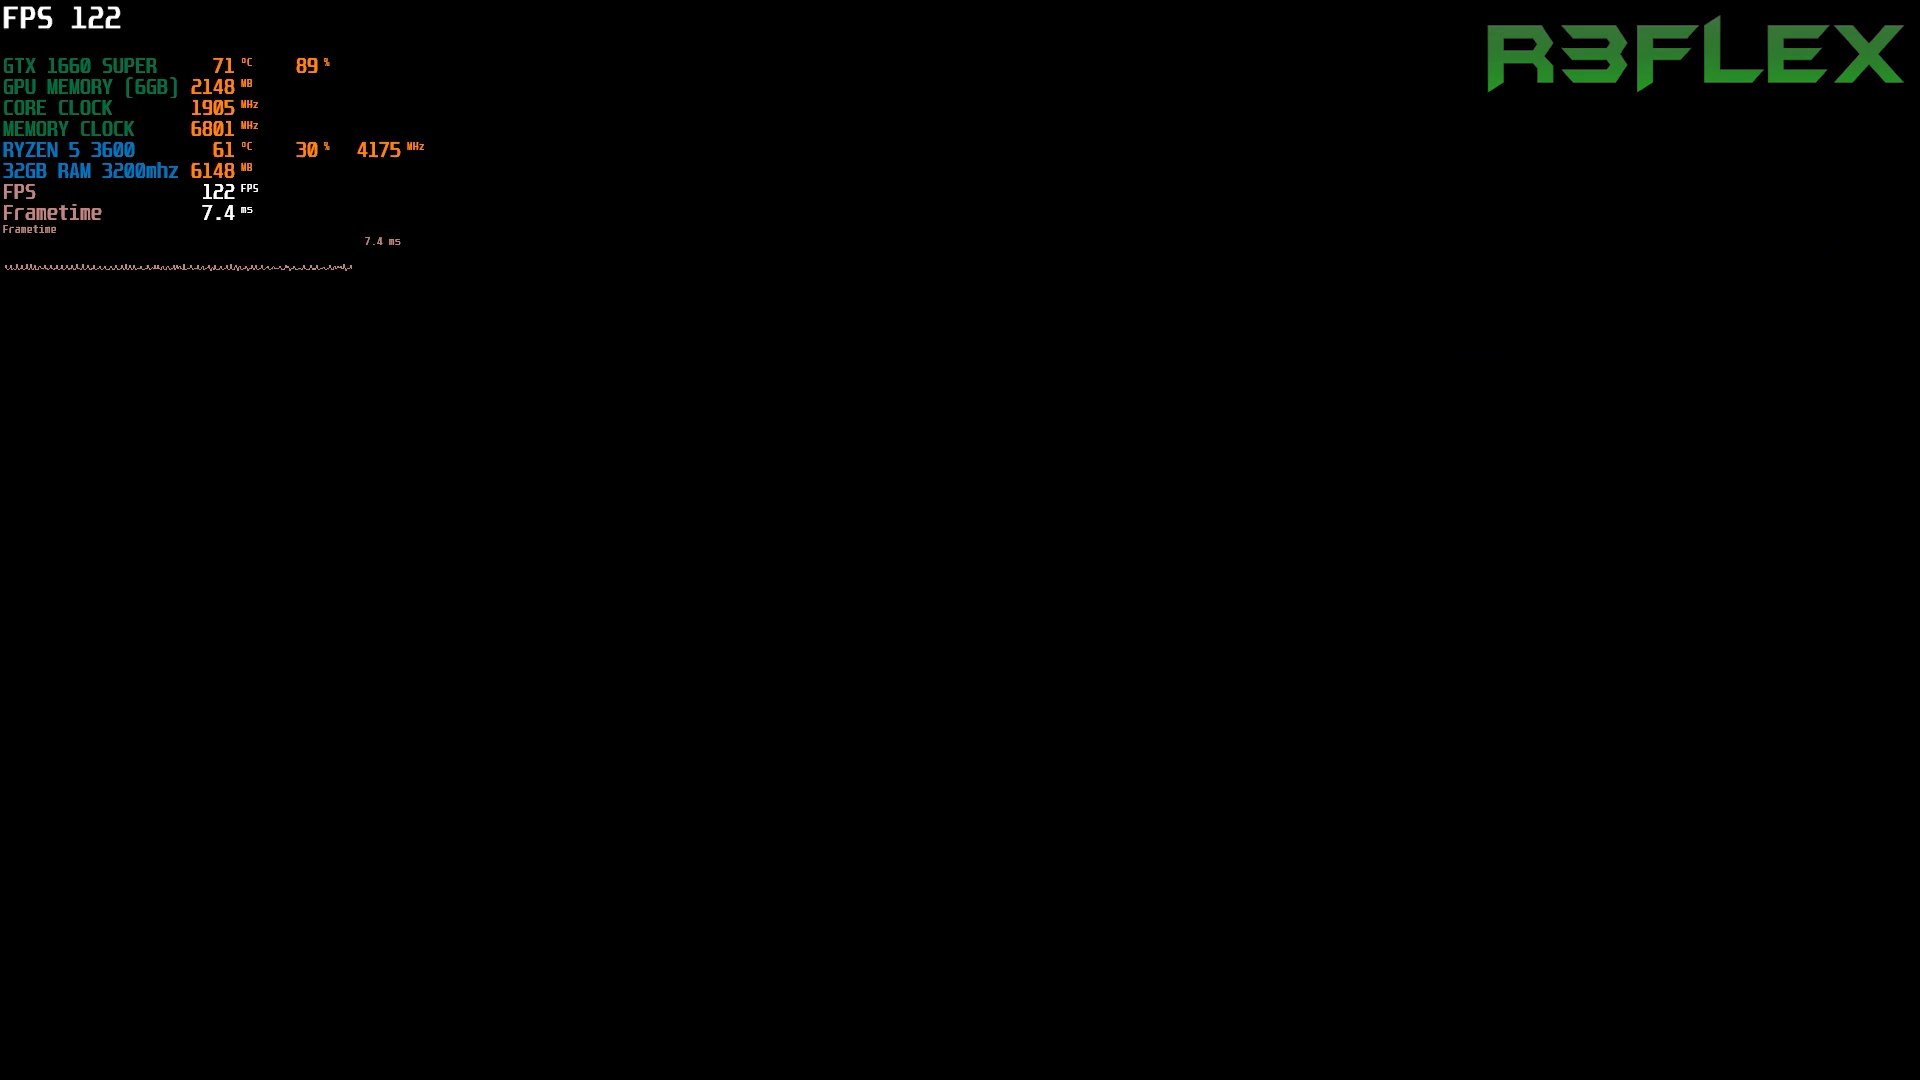 FPS 122
R3FLEX
GTX 1660 SUPER 71 °C 89 %
GPU MEMORY [6GB] 2148 MB
CORE CLOCK 1905 MHz
MEMORY CLOCK 6801 MHz
RYZEN 5 3600 61 °C 30 % 4175 MHz
32GB RAM 3200mhz 6148 MB
FPS 122 FPS
Frametime 7.4 ms
Frametime
7.4 ms